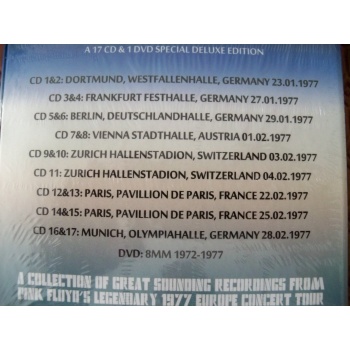 A 17 CD & 1 DVD SPECIAL DELUXE EDITION
CD 1&2: DORTMUND, WESTFALLENHALLE, GERMANY 23.01.1977
CD 3&4: FRANKFURT FESTHALLE, GERMANY 27.01.1977
CD 5&6: BERLIN, DEUTSCHLANDHALLE, GERMANY 29.01.1977
CD 7&8: VIENNA STADTHALLE, AUSTRIA 01.02.1977
CD 9&10: ZURICH HALLENSTADION, SWITZERLAND 03.02.1977
CD 11: ZURICH HALLENSTADION, SWITZERLAND 04.02.1977
CD 12&13: PARIS, PAVILLION DE PARIS, FRANCE 22.02.1977
CD 14&15: PARIS, PAVILLION DE PARIS, FRANCE 25.02.1977
CD 16&17: MUNICH, OLYMPIAHALLE, GERMANY 28.02.1977
DVD: 8MM 1972-1977
A COLLECTION OF GREAT SOUNDING RECORDINGS FROM
PINK FLOYD'S LEGENDARY 1977 EUROPE CONCERT TOUR